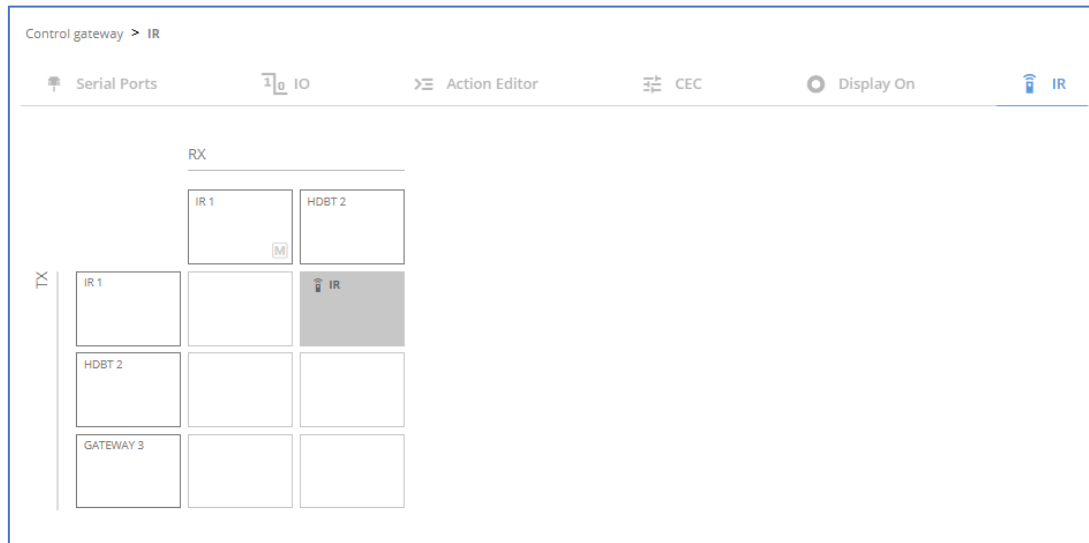 Control gateway > IR
Serial Ports
IO
Action Editor
CEC
Display On
IR
RX
IR 1
HDBT 2
M
TX
IR 1
IR
HDBT 2
GATEWAY 3